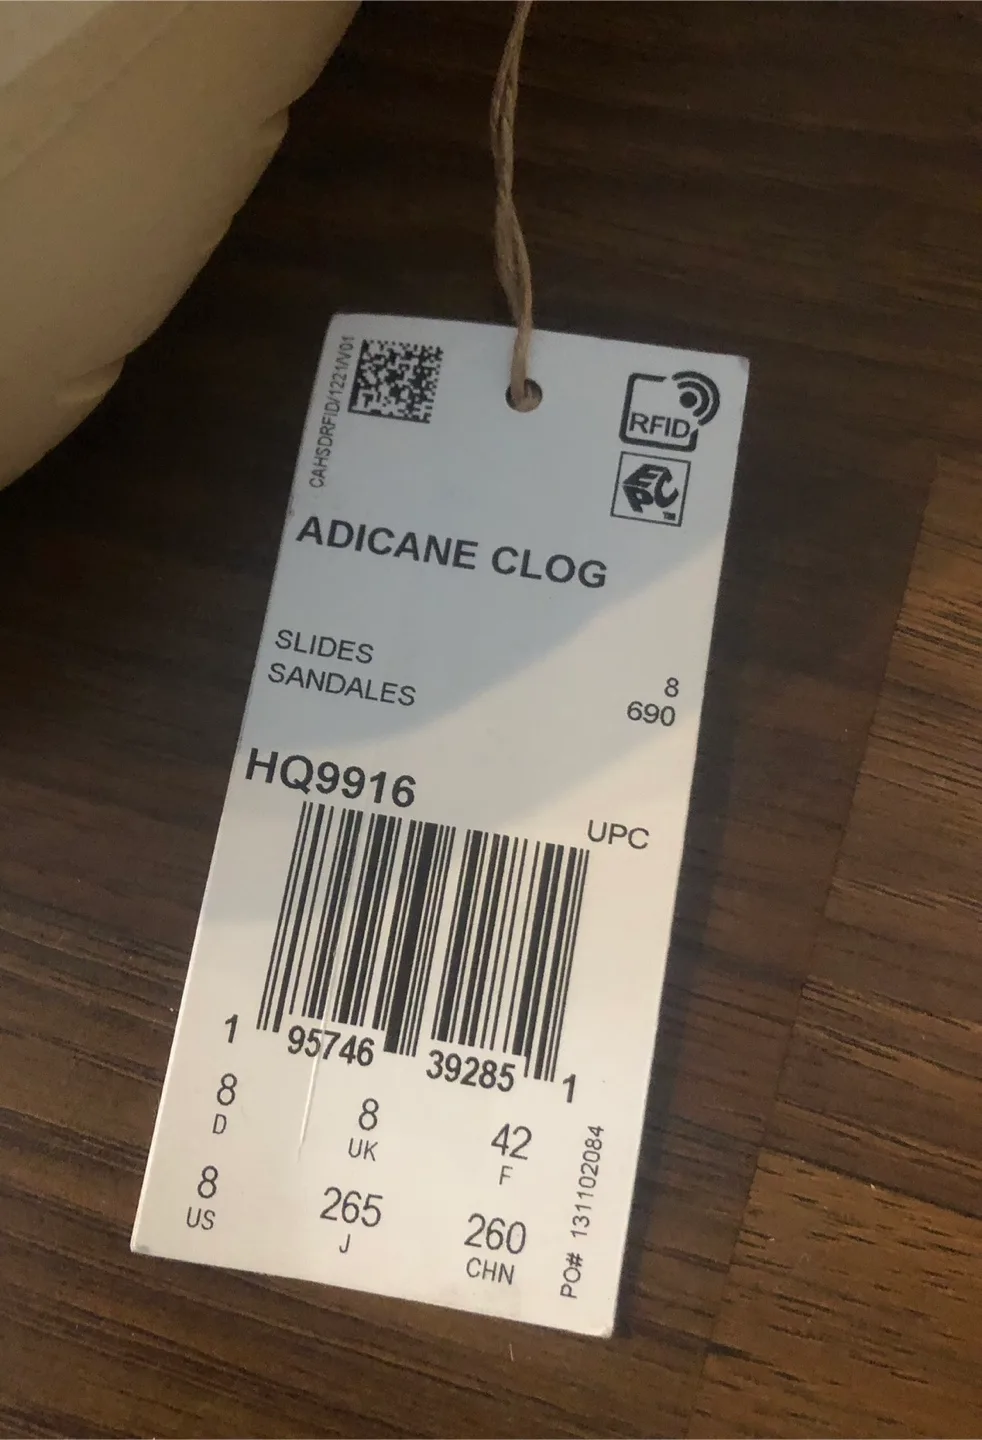 CAHSDRFID/1221/V01
RFID
EPC™
ADICANE CLOG
SLIDES
SANDALES
8
690
HQ9916
UPC
1 95746 39285 1
8 8 42
D UK F
8 265 260
US J CHN
PO# 131102084